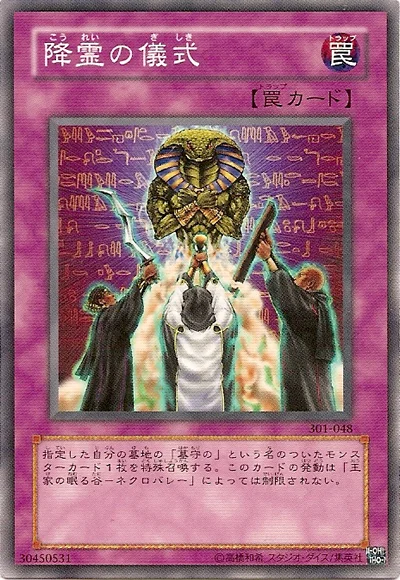 こう れい ぎ しき
降霊の儀式
トラップ
罠
トラップ
【罠カード】
301-048
指定した自分の墓地の「墓守の」という名のついたモンス
ターカード1枚を特殊召喚する。このカードの発動は「王
家の眠る谷－ネクロバレー」によっては制限されない。
30450531
©高橋和希 スタジオ・ダイス/集英社